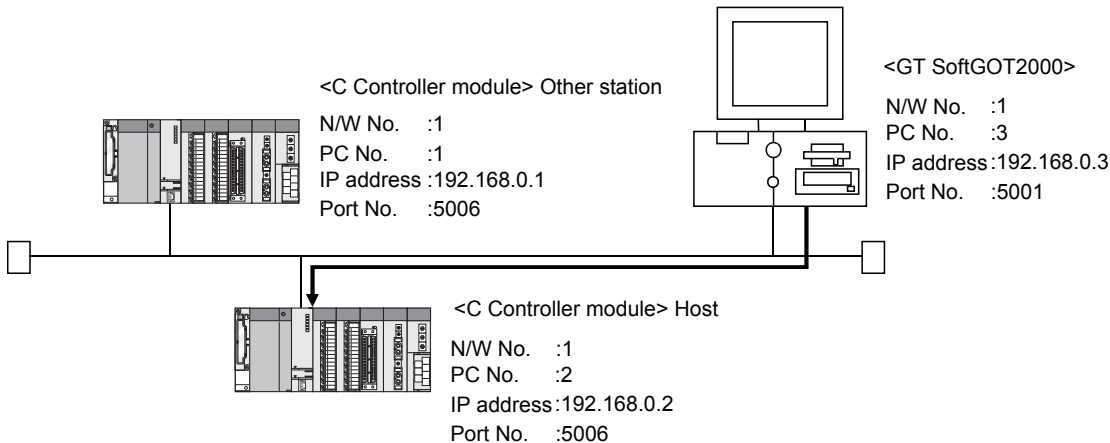 <C Controller module> Other station
N/W No. :1
PC No. :1
IP address :192.168.0.1
Port No. :5006
<GT SoftGOT2000>
N/W No. :1
PC No. :3
IP address :192.168.0.3
Port No. :5001
<C Controller module> Host
N/W No. :1
PC No. :2
IP address :192.168.0.2
Port No. :5006